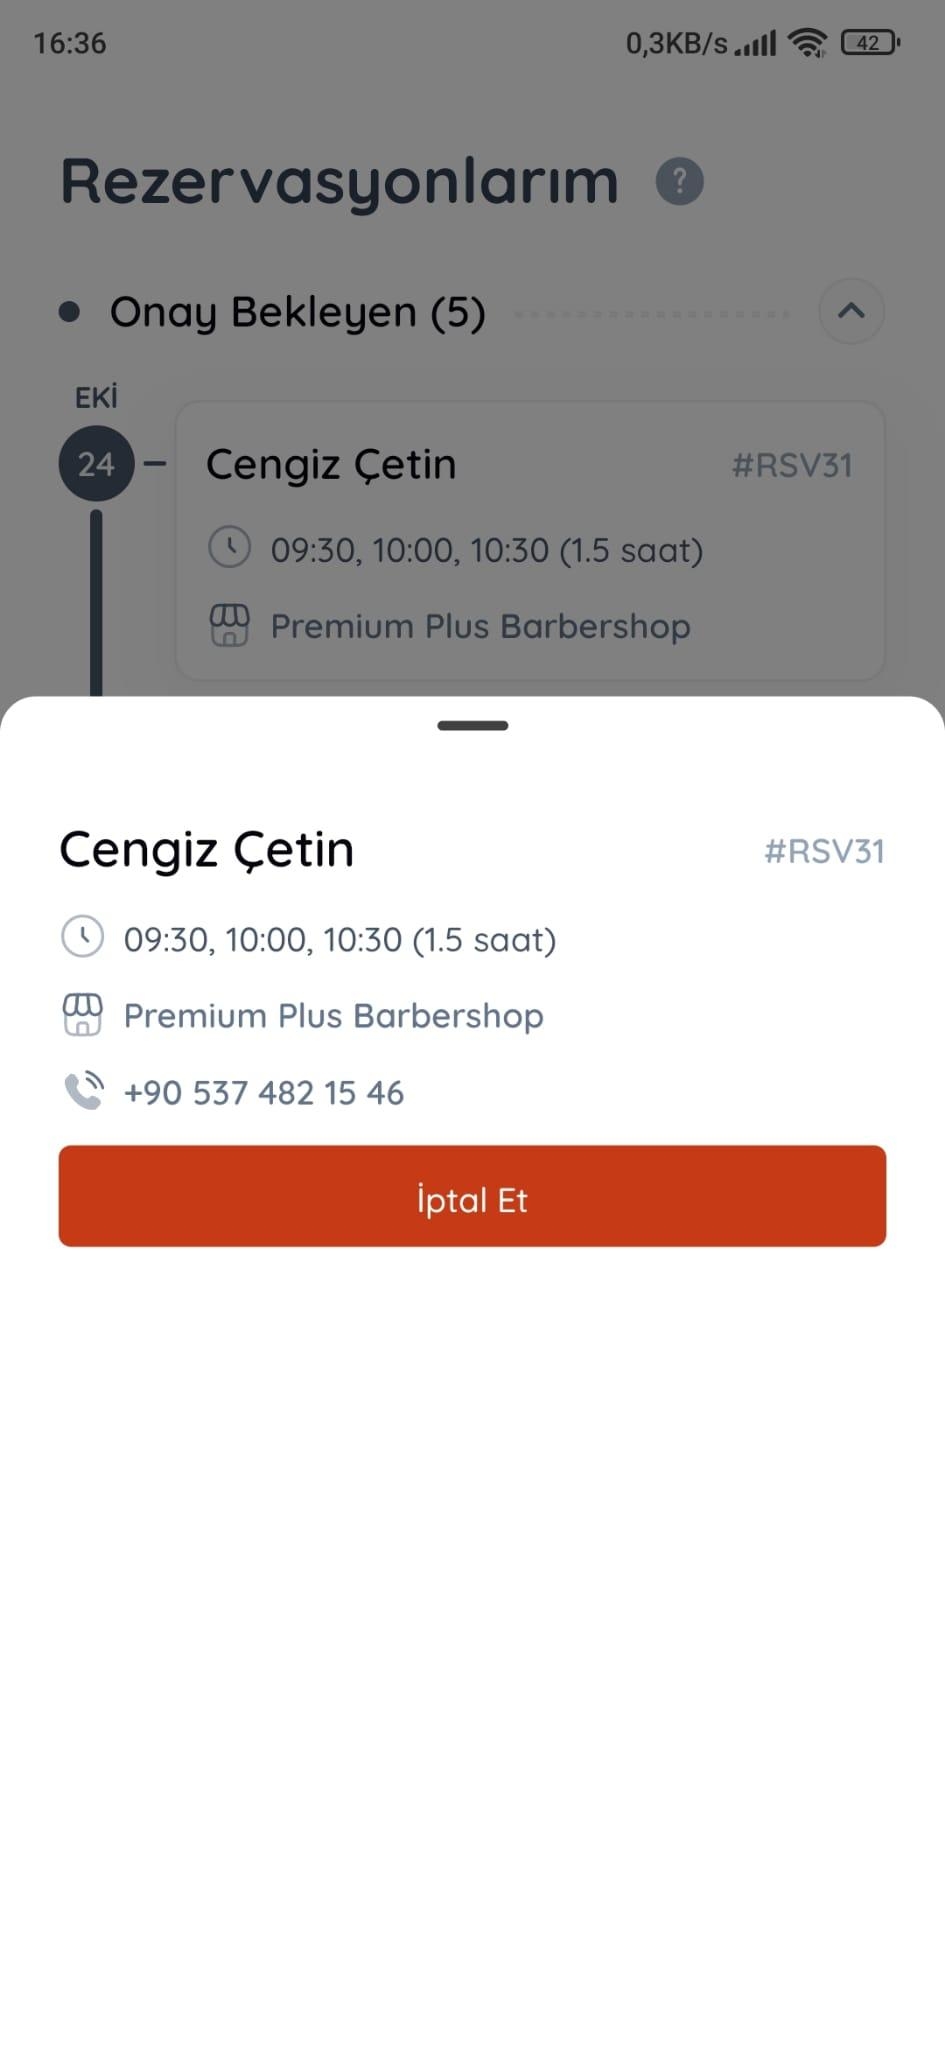 16:36
0,3KB/s
42
Rezervasyonlarım ?
Onay Bekleyen (5)
EKİ
24
Cengiz Çetin #RSV31
09:30, 10:00, 10:30 (1.5 saat)
Premium Plus Barbershop
Cengiz Çetin #RSV31
09:30, 10:00, 10:30 (1.5 saat)
Premium Plus Barbershop
+90 537 482 15 46
İptal Et